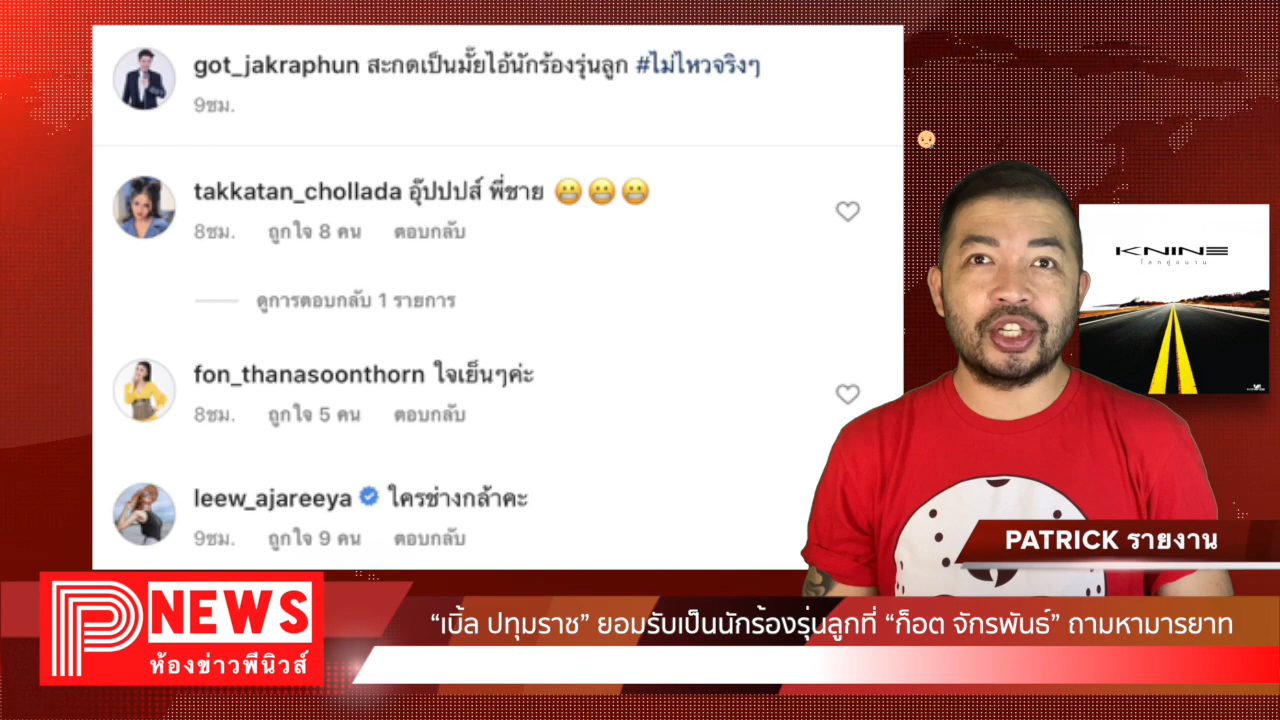 got_jakraphun สะกดเป็นมั๊ยไอ้นักร้องรุ่นลูก #ไม่ไหวจริงๆ
9ชม.
takkatan_chollada อุ๊ปปปส์ พี่ชาย 😬😬😬
8ชม. ถูกใจ 8 คน ตอบกลับ
ดูการตอบกลับ 1 รายการ
fon_thanasoonthorn ใจเย็นๆค่ะ
8ชม. ถูกใจ 5 คน ตอบกลับ
leew_ajareeya ใครช่างกล้าคะ
9ชม. ถูกใจ 9 คน ตอบกลับ
KNINE
โลกคู่ขนาน
PATRICK รายงาน
P NEWS
ห้องข่าวพีนิวส์
“เบิ้ล ปทุมราช” ยอมรับเป็นนักร้องรุ่นลูกที่ “ก็อต จักรพันธ์” ถามหามารยาท